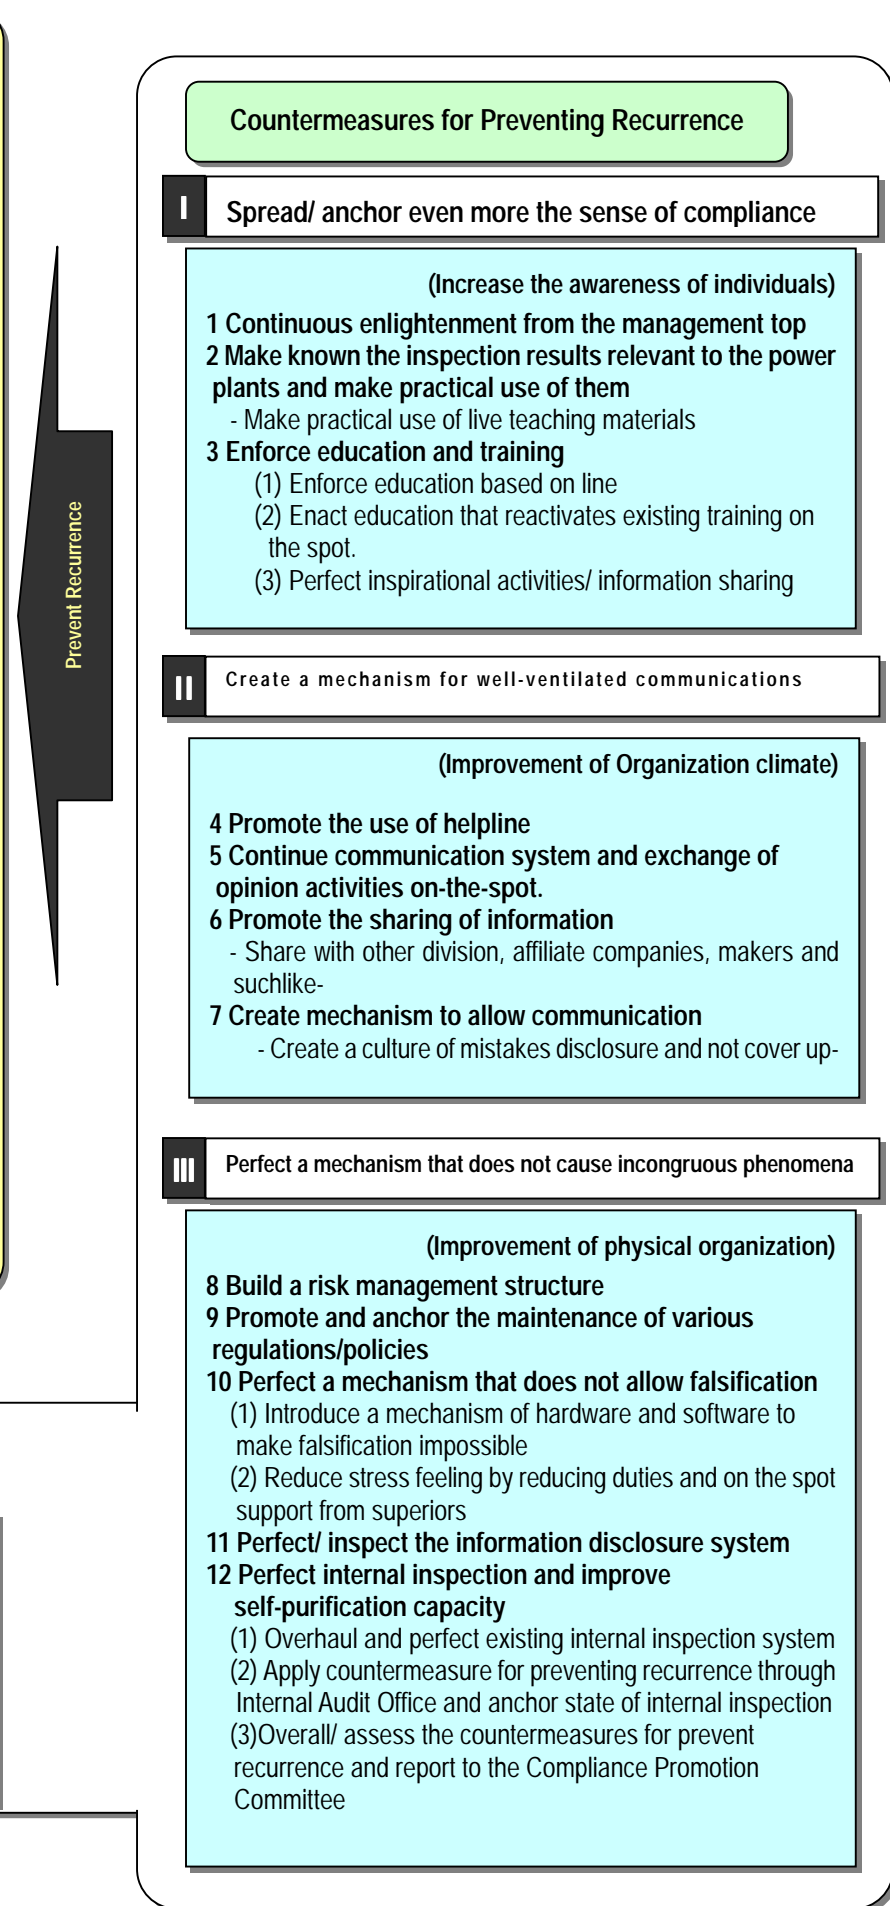 Countermeasures for Preventing Recurrence
I
Spread/ anchor even more the sense of compliance
(Increase the awareness of individuals)
1 Continuous enlightenment from the management top
2 Make known the inspection results relevant to the power
plants and make practical use of them
- Make practical use of live teaching materials
3 Enforce education and training
(1) Enforce education based on line
(2) Enact education that reactivates existing training on
the spot.
(3) Perfect inspirational activities/ information sharing
Prevent Recurrence
II
Create a mechanism for well-ventilated communications
(Improvement of Organization climate)
4 Promote the use of helpline
5 Continue communication system and exchange of
opinion activities on-the-spot.
6 Promote the sharing of information
- Share with other division, affiliate companies, makers and
suchlike-
7 Create mechanism to allow communication
- Create a culture of mistakes disclosure and not cover up-
III
Perfect a mechanism that does not cause incongruous phenomena
(Improvement of physical organization)
8 Build a risk management structure
9 Promote and anchor the maintenance of various
regulations/policies
10 Perfect a mechanism that does not allow falsification
(1) Introduce a mechanism of hardware and software to
make falsification impossible
(2) Reduce stress feeling by reducing duties and on the spot
support from superiors
11 Perfect/ inspect the information disclosure system
12 Perfect internal inspection and improve
self-purification capacity
(1) Overhaul and perfect existing internal inspection system
(2) Apply countermeasure for preventing recurrence through
Internal Audit Office and anchor state of internal inspection
(3)Overall/ assess the countermeasures for prevent
recurrence and report to the Compliance Promotion
Committee